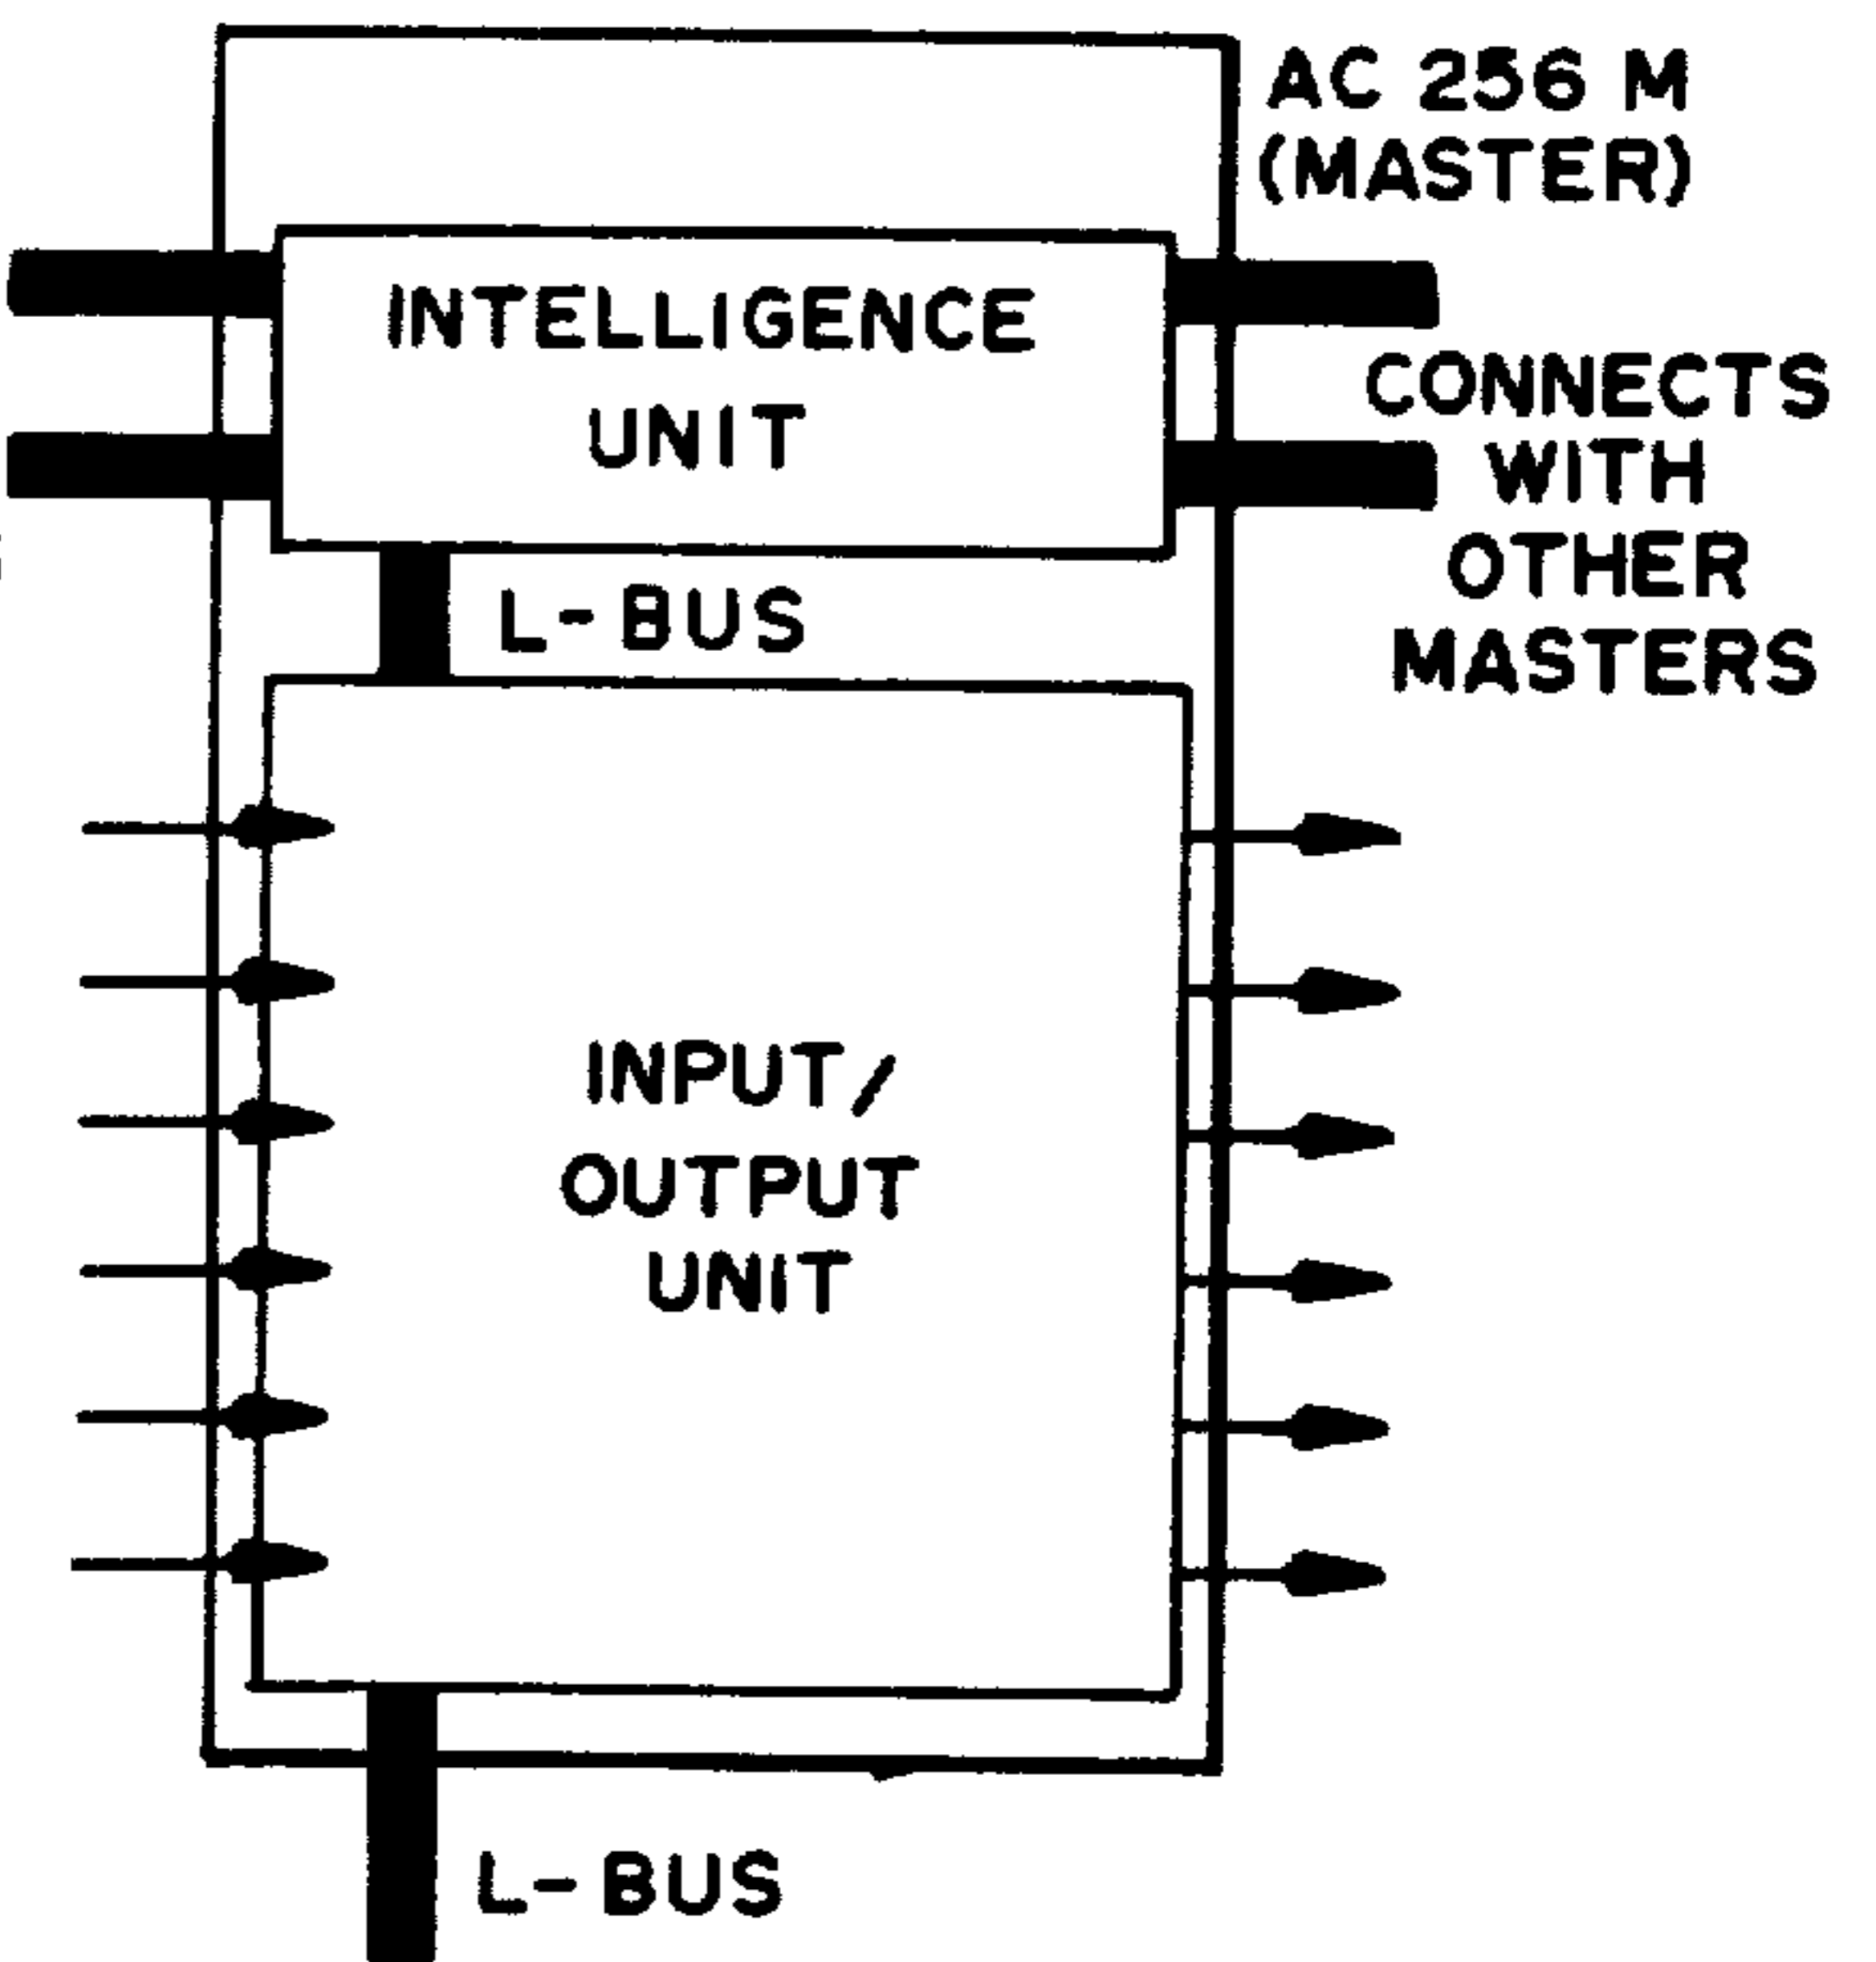 AC 256 M
(MASTER)
INTELLIGENCE
UNIT
CONNECTS
WITH
OTHER
MASTERS
L-BUS
INPUT/
OUTPUT
UNIT
L-BUS